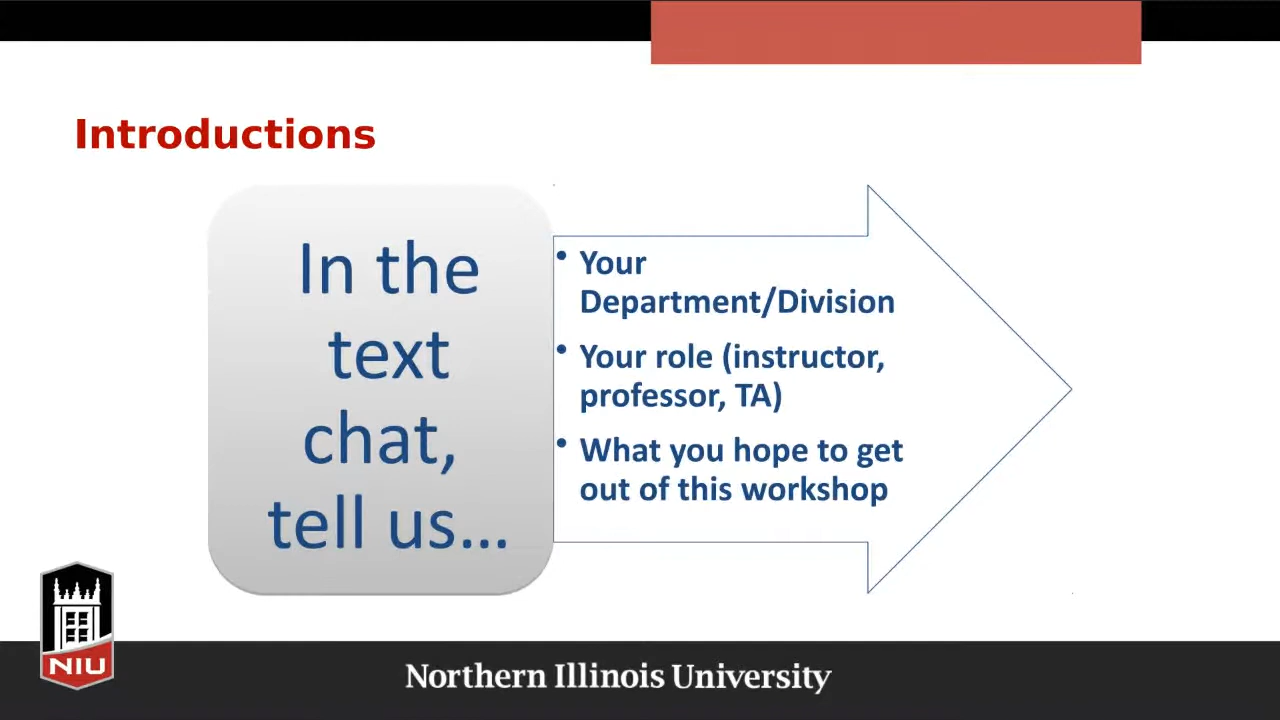 Introductions
In the
text
chat,
tell us...
• Your
Department/Division
• Your role (instructor,
professor, TA)
• What you hope to get
out of this workshop
NIU
Northern Illinois University